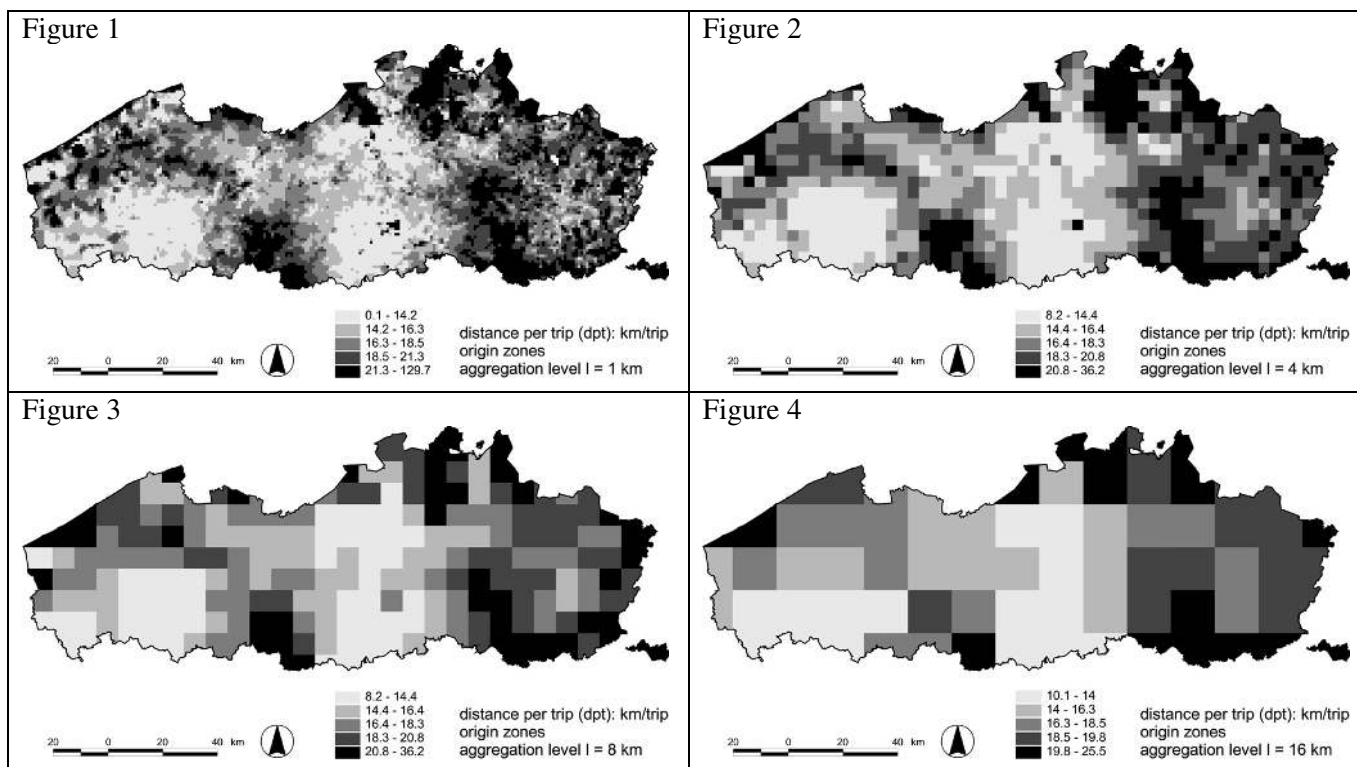 Figure 1
0.1 - 14.2
14.2 - 16.3
16.3 - 18.5
18.5 - 21.3
21.3 - 129.7
distance per trip (dpt): km/trip
origin zones
aggregation level l = 1 km
20 0 20 40 km
Figure 2
8.2 - 14.4
14.4 - 16.4
16.4 - 18.3
18.3 - 20.8
20.8 - 36.2
distance per trip (dpt): km/trip
origin zones
aggregation level l = 4 km
20 0 20 40 km
Figure 3
8.2 - 14.4
14.4 - 16.4
16.4 - 18.3
18.3 - 20.8
20.8 - 36.2
distance per trip (dpt): km/trip
origin zones
aggregation level l = 8 km
20 0 20 40 km
Figure 4
10.1 - 14
14 - 16.3
16.3 - 18.5
18.5 - 19.8
19.8 - 25.5
distance per trip (dpt): km/trip
origin zones
aggregation level l = 16 km
20 0 20 40 km